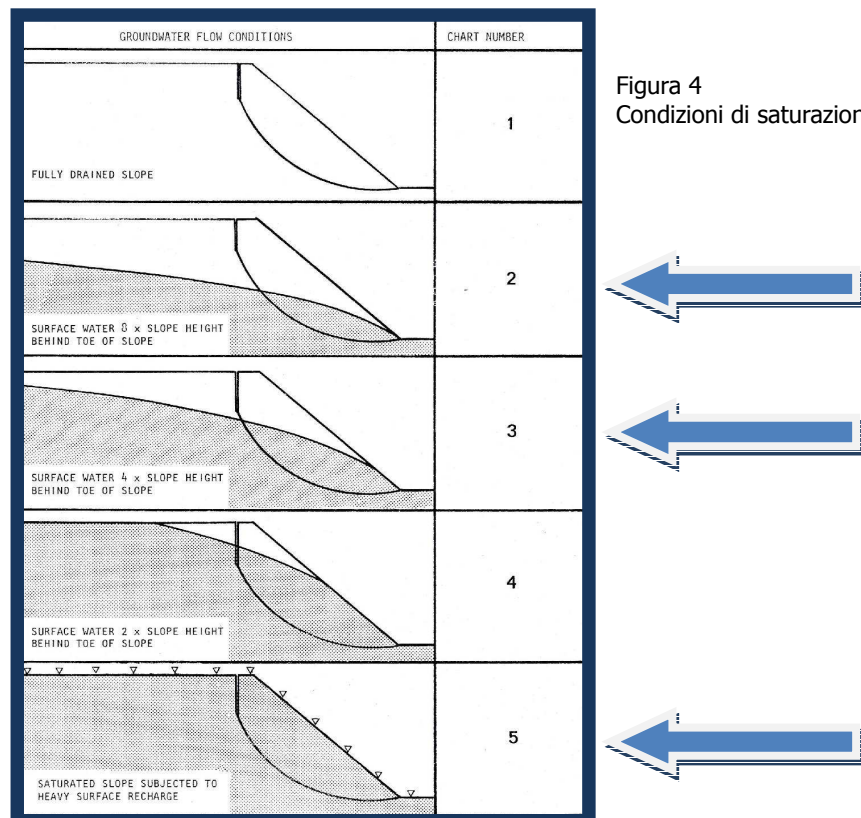 GROUNDWATER FLOW CONDITIONS
CHART NUMBER
Figura 4
Condizioni di saturazion
1
FULLY DRAINED SLOPE
2
SURFACE WATER 8 x SLOPE HEIGHT
BEHIND TOE OF SLOPE
3
SURFACE WATER 4 x SLOPE HEIGHT
BEHIND TOE OF SLOPE
4
SURFACE WATER 2 x SLOPE HEIGHT
BEHIND TOE OF SLOPE
5
SATURATED SLOPE SUBJECTED TO
HEAVY SURFACE RECHARGE